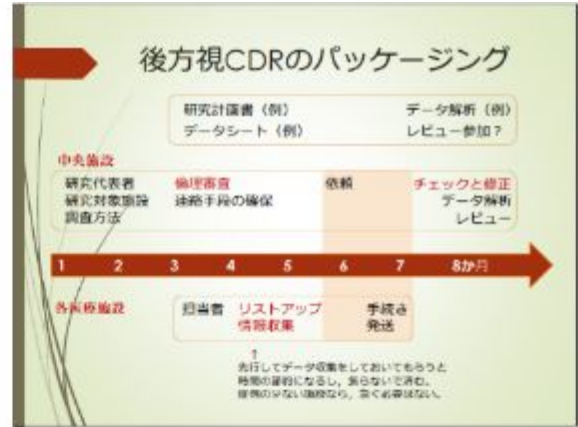 後方視CDRのパッケージング
研究計画書（例） データ解析（例）
データシート（例） レビュー参加？
中央施設
研究代表者 倫理審査 依頼 チェックと修正
研究対象施設 連絡手段の確保 データ解析
調査方法 レビュー
1 2 3 4 5 6 7 8か月
各医療施設 担当者 リストアップ 手続き
情報収集 発送
↑
先行してデータ収集をしておいてもらうと
時間の節約になるし、焦らないで済む。
症例の少ない施設なら、急ぐ必要はない。